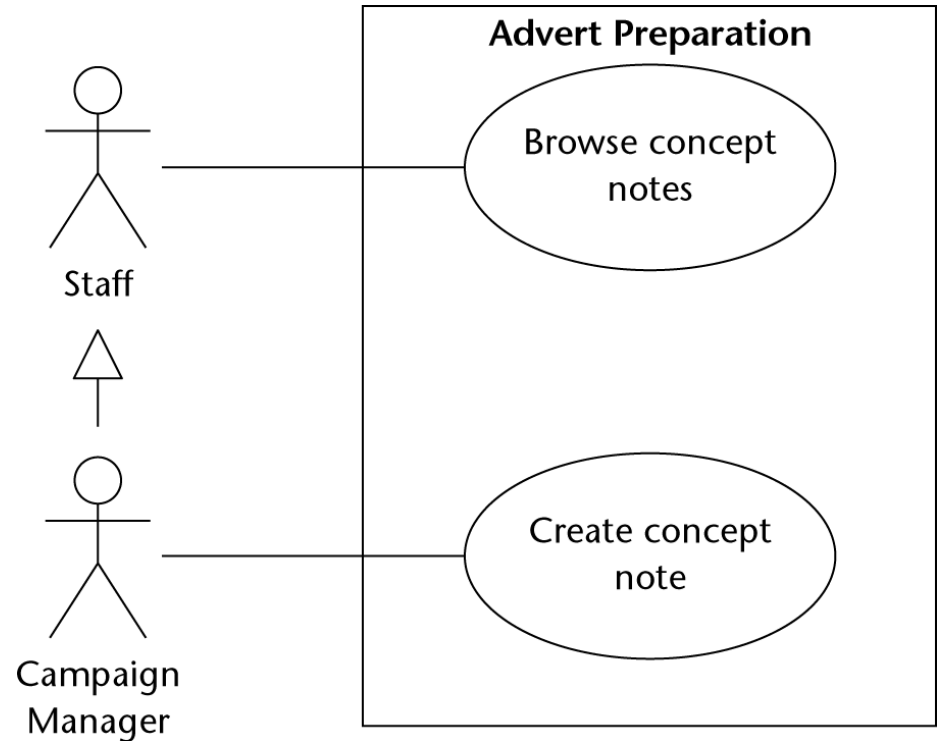 Advert Preparation
Browse concept
notes
Staff
Create concept
note
Campaign
Manager